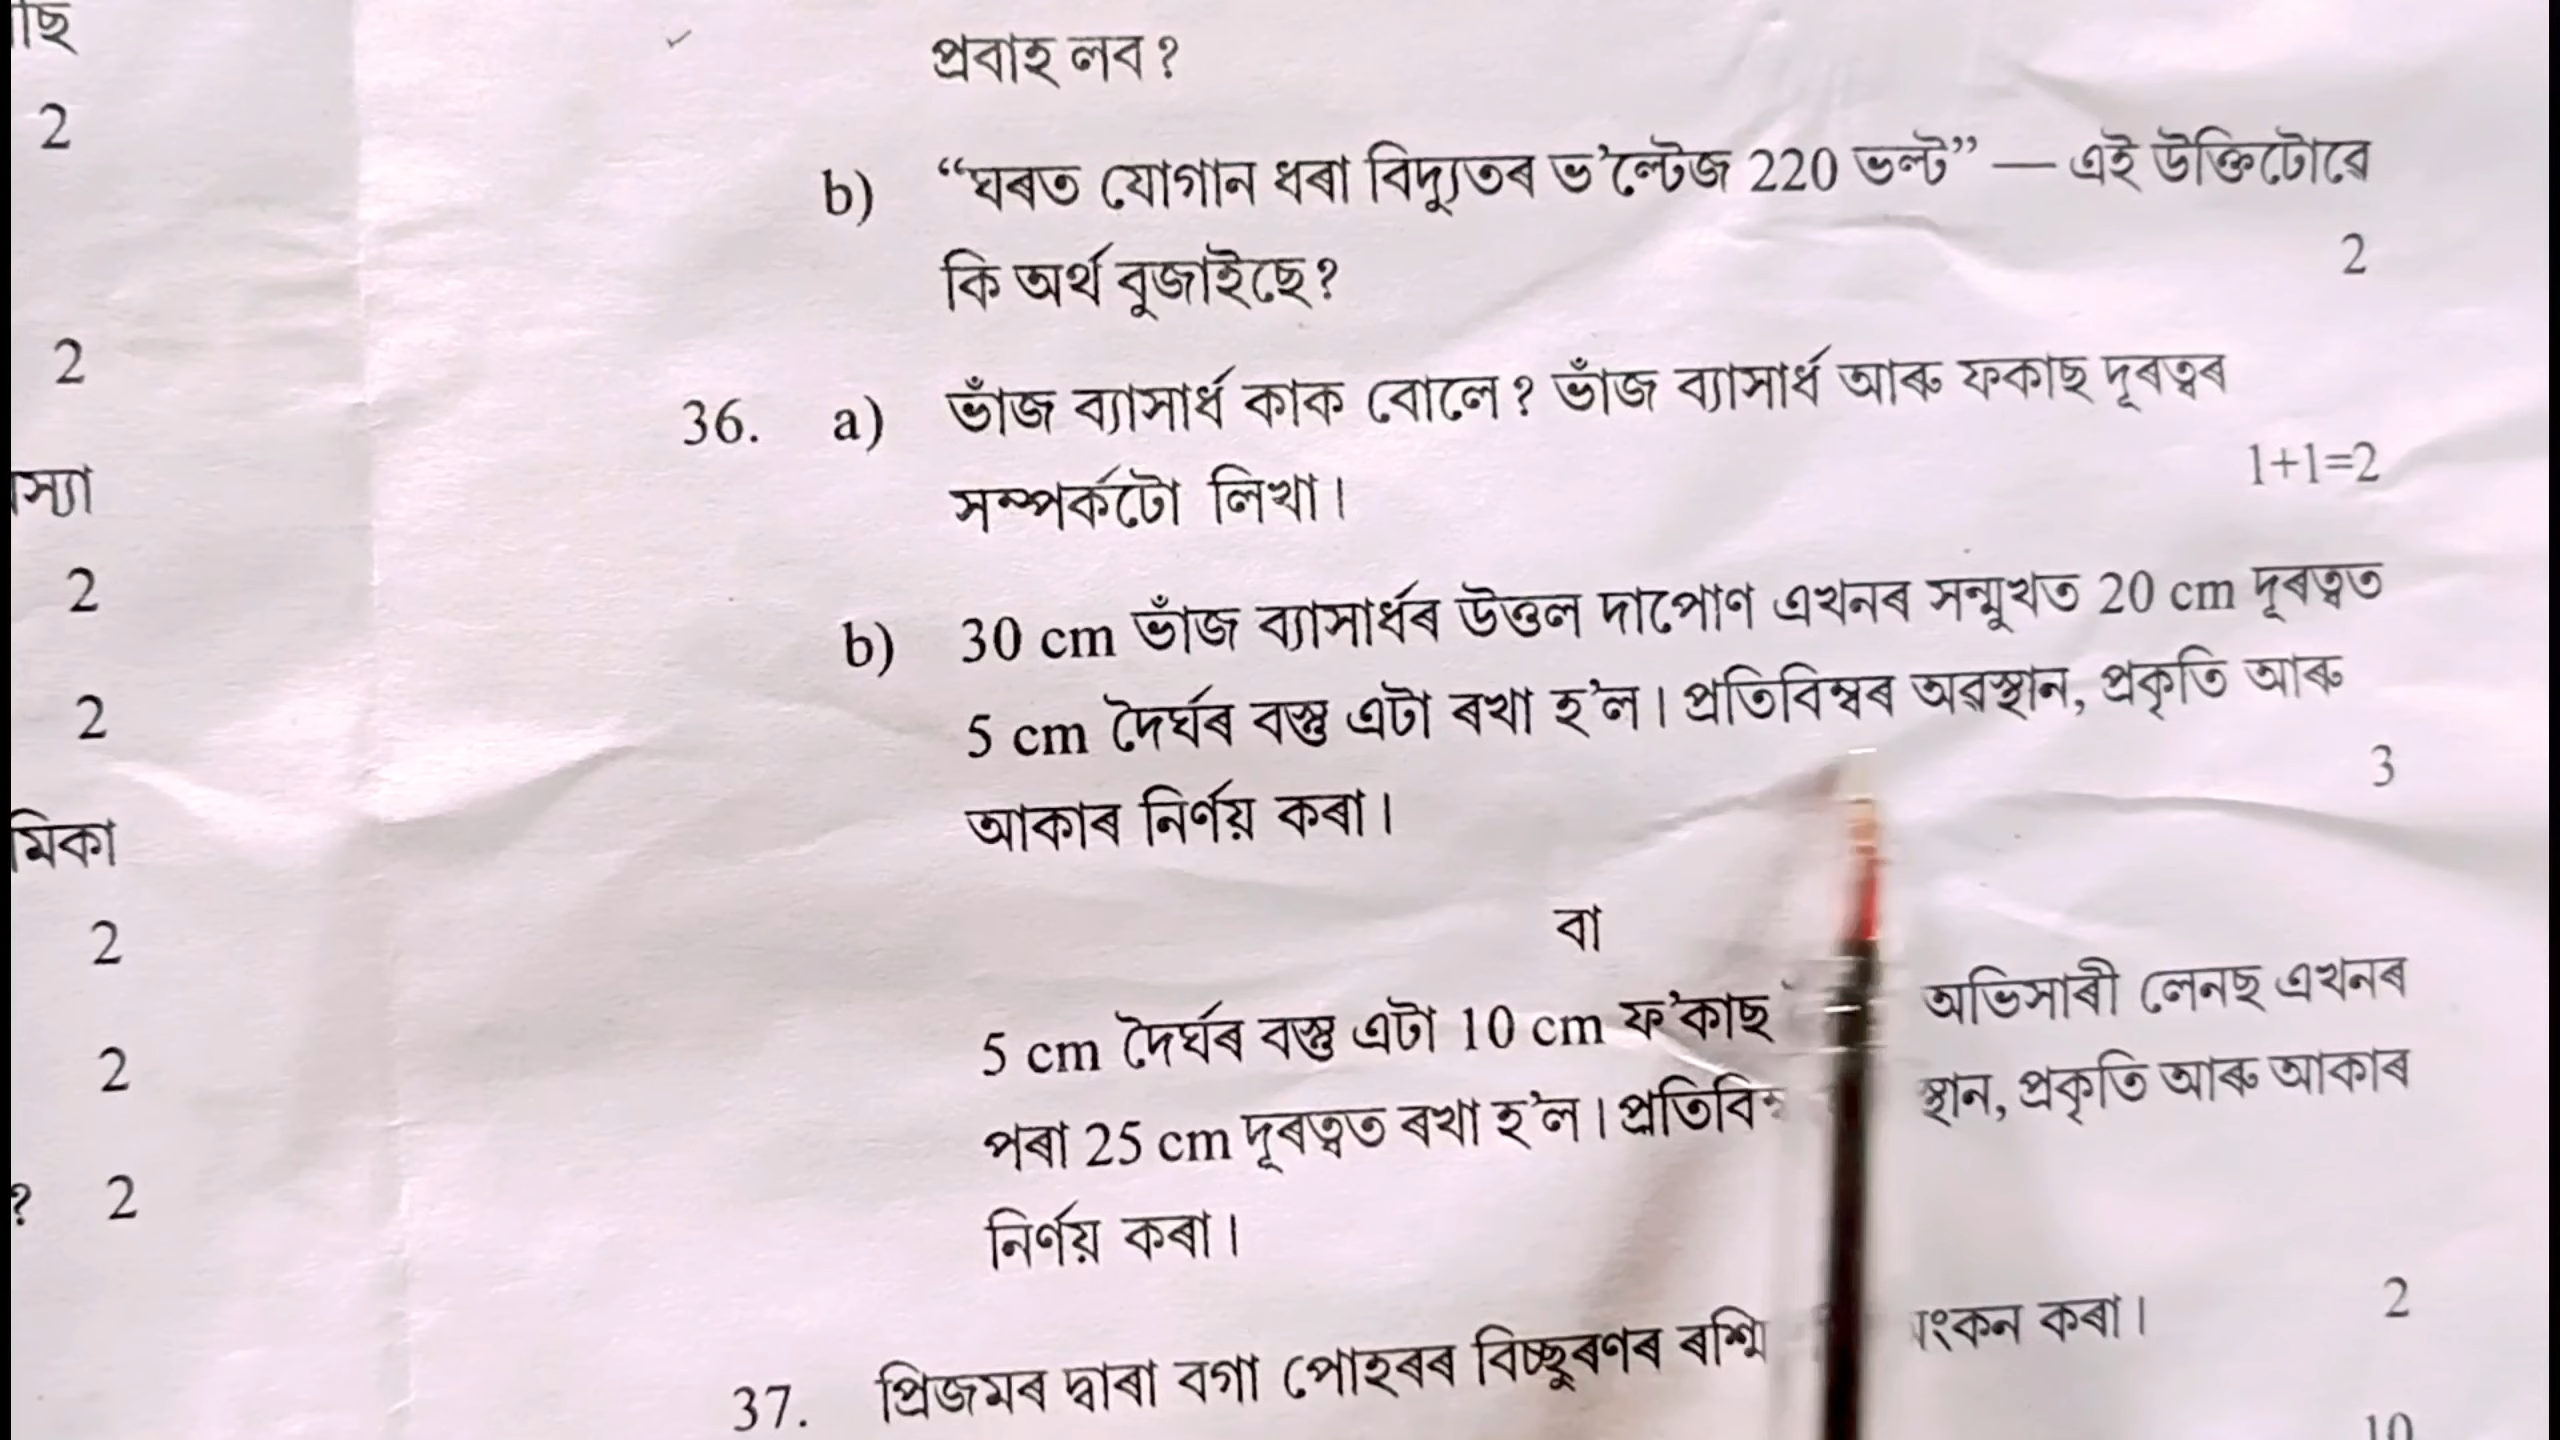 2
2
2
2
মিকা
2
2
? 2
প্ৰবাহ লব?
b) “ঘৰত যোগান ধৰা বিদ্যুতৰ ভ'ল্টেজ 220 ভল্ট” — এই উক্তিটোৱে
কি অৰ্থ বুজাইছে? 2
36. a) ভাঁজ ব্যাসাৰ্ধ কাক বোলে? ভাঁজ ব্যাসাৰ্ধ আৰু ফকাছ দূৰত্বৰ
সম্পৰ্কটো লিখা। 1+1=2
b) 30 cm ভাঁজ ব্যাসাৰ্ধৰ উত্তল দাপোণ এখনৰ সন্মুখত 20 cm দূৰত্বত
5 cm দৈৰ্ঘৰ বস্তু এটা ৰখা হ'ল। প্ৰতিবিম্বৰ অৱস্থান, প্ৰকৃতি আৰু
আকাৰ নিৰ্ণয় কৰা। 3
বা
5 cm দৈৰ্ঘৰ বস্তু এটা 10 cm ফ'কাছ অভিসাৰী লেনছ এখনৰ
পৰা 25 cm দূৰত্বত ৰখা হ'ল। প্ৰকৃতি আৰু আকাৰ
নিৰ্ণয় কৰা।
37. প্ৰিজমৰ দ্বাৰা বগা পোহৰৰ বিচ্ছুৰণৰ ৰশ্মি কৰা। 2
10